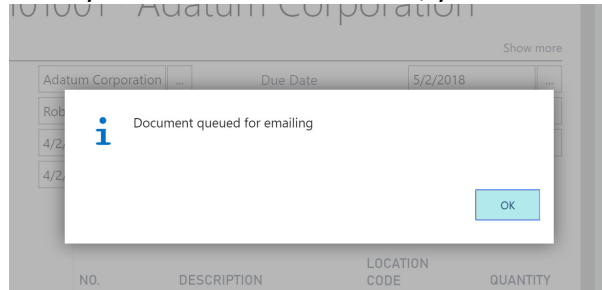 Adatum Corporation
Show more
Adatum Corporation ... Due Date 5/2/2018 ...
Rob
Document queued for emailing
4/2/
4/2/
OK
NO. DESCRIPTION LOCATION CODE QUANTITY